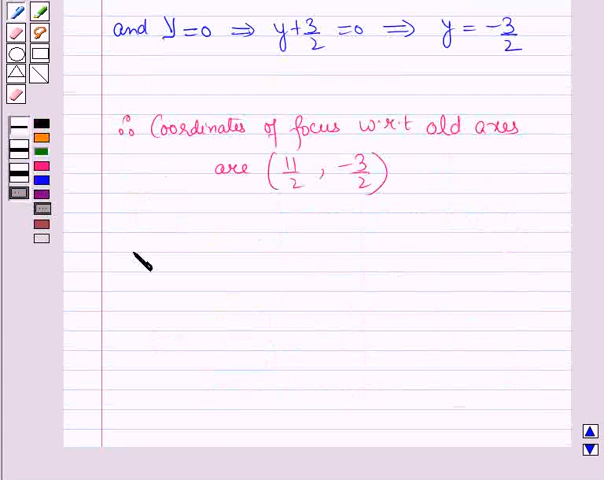 and Y = 0 ⇒ y + 3/2 = 0 ⇒ y = -3/2
∴ Coordinates of focus w.r.t old axes
are (11/2, -3/2)